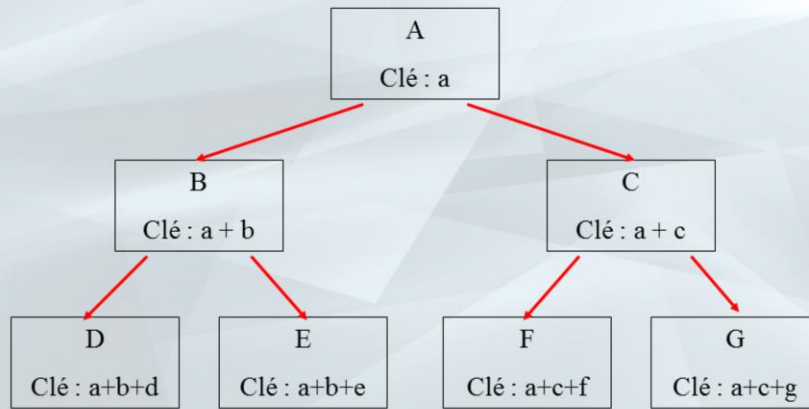 A
Clé : a
B
Clé : a + b
C
Clé : a + c
D
Clé : a+b+d
E
Clé : a+b+e
F
Clé : a+c+f
G
Clé : a+c+g